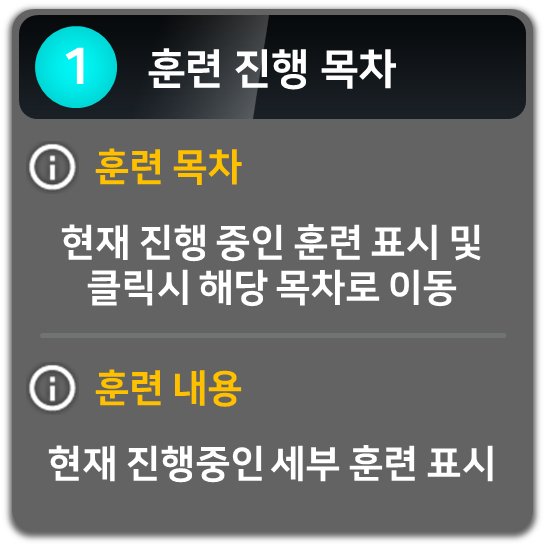 1 훈련 진행 목차
훈련 목차
현재 진행 중인 훈련 표시 및
클릭시 해당 목차로 이동
훈련 내용
현재 진행중인 세부 훈련 표시